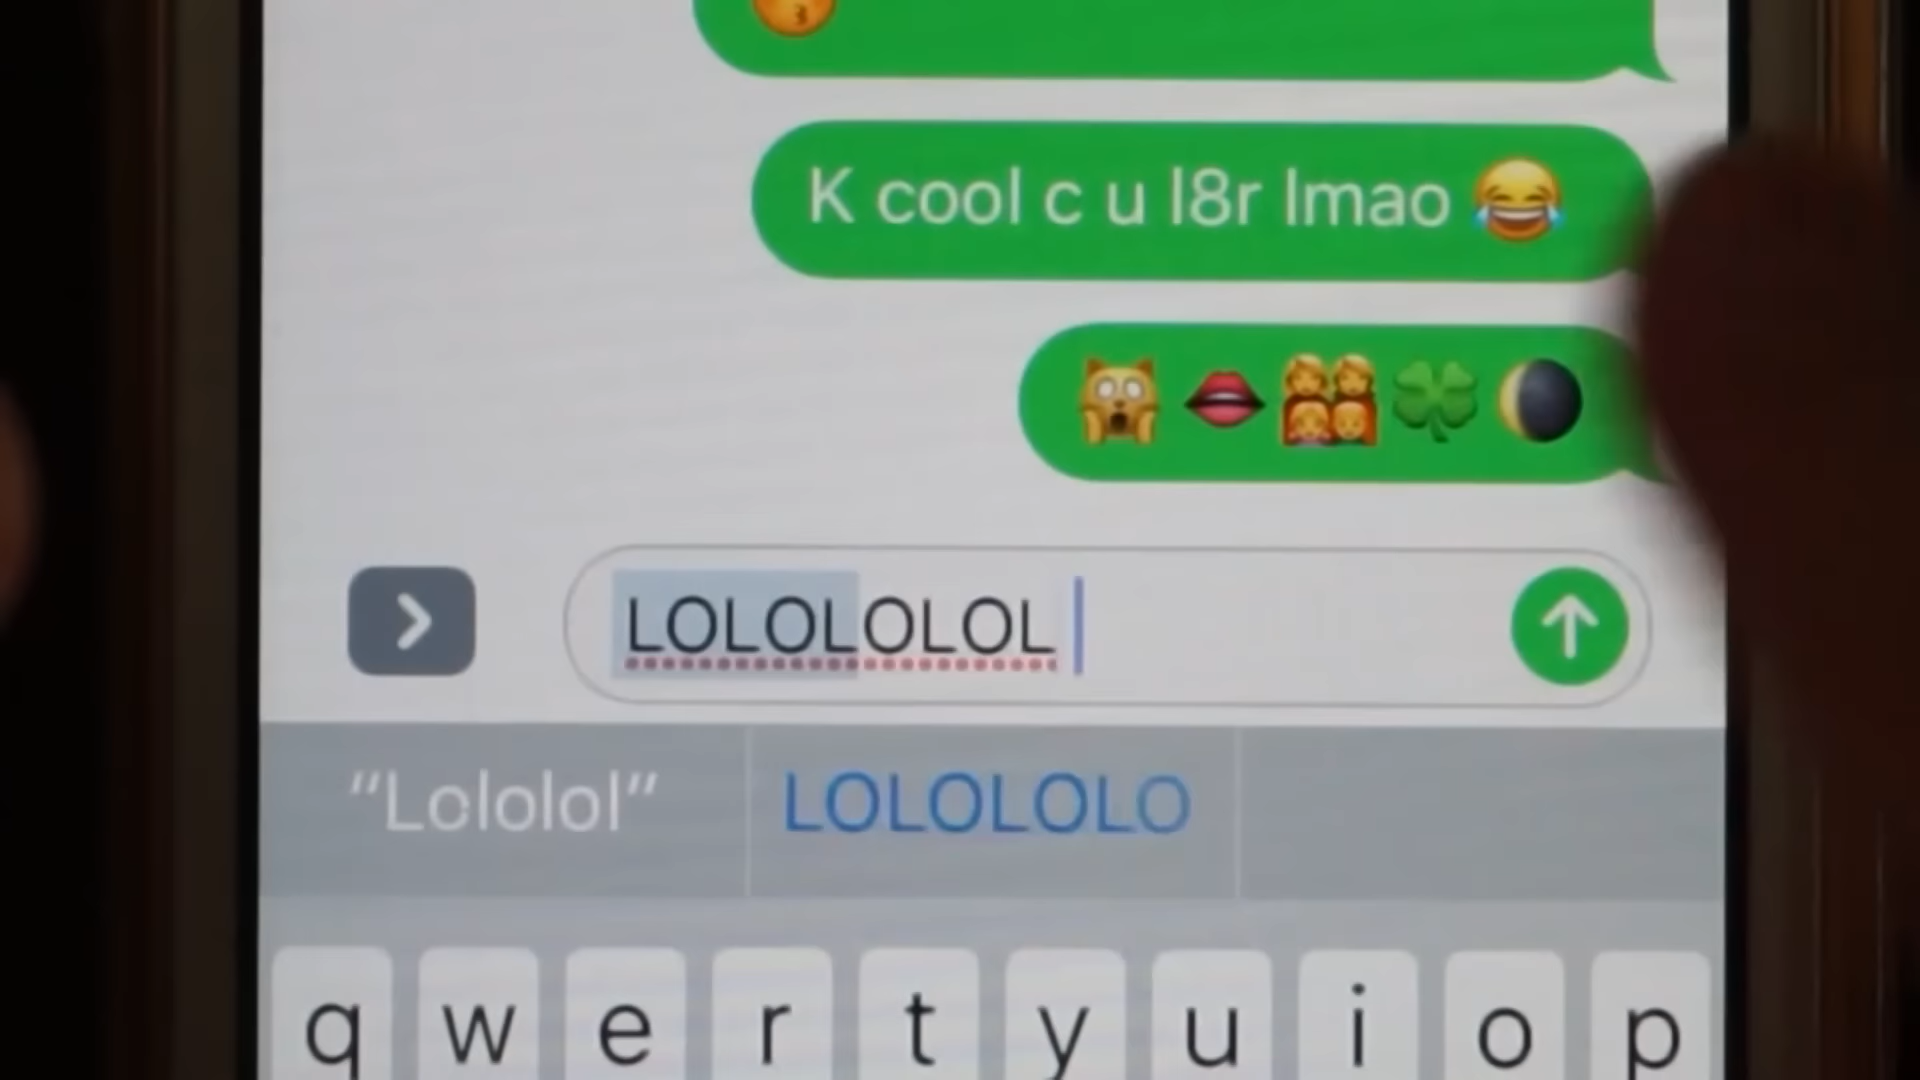 K cool c u l8r lmao 😂
🙀👄👩‍👩‍👧‍👦🍀🌘
LOLOLOLOL
“Lololol”
LOLOLOLO
q w e r t y u i o p